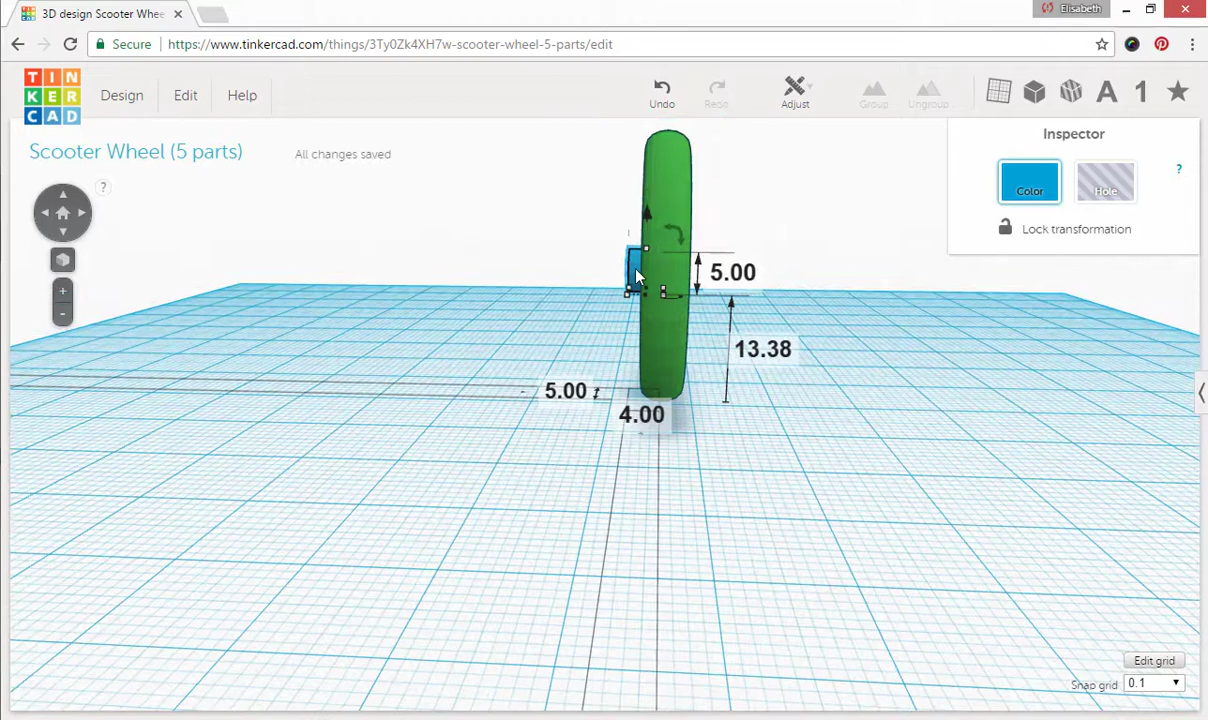 3D design Scooter Whee
Elisabeth
Secure
https://www.tinkercad.com/things/3Ty0Zk4XH7w-scooter-wheel-5-parts/edit
TIN
KER
CAD
Design
Edit
Help
Undo
Redo
Adjust
Group
Ungroup
A
1
Scooter Wheel (5 parts)
All changes saved
Inspector
?
?
Color
Hole
Lock transformation
+
-
5.00
13.38
5.00
4.00
Edit grid
Snap grid
0.1